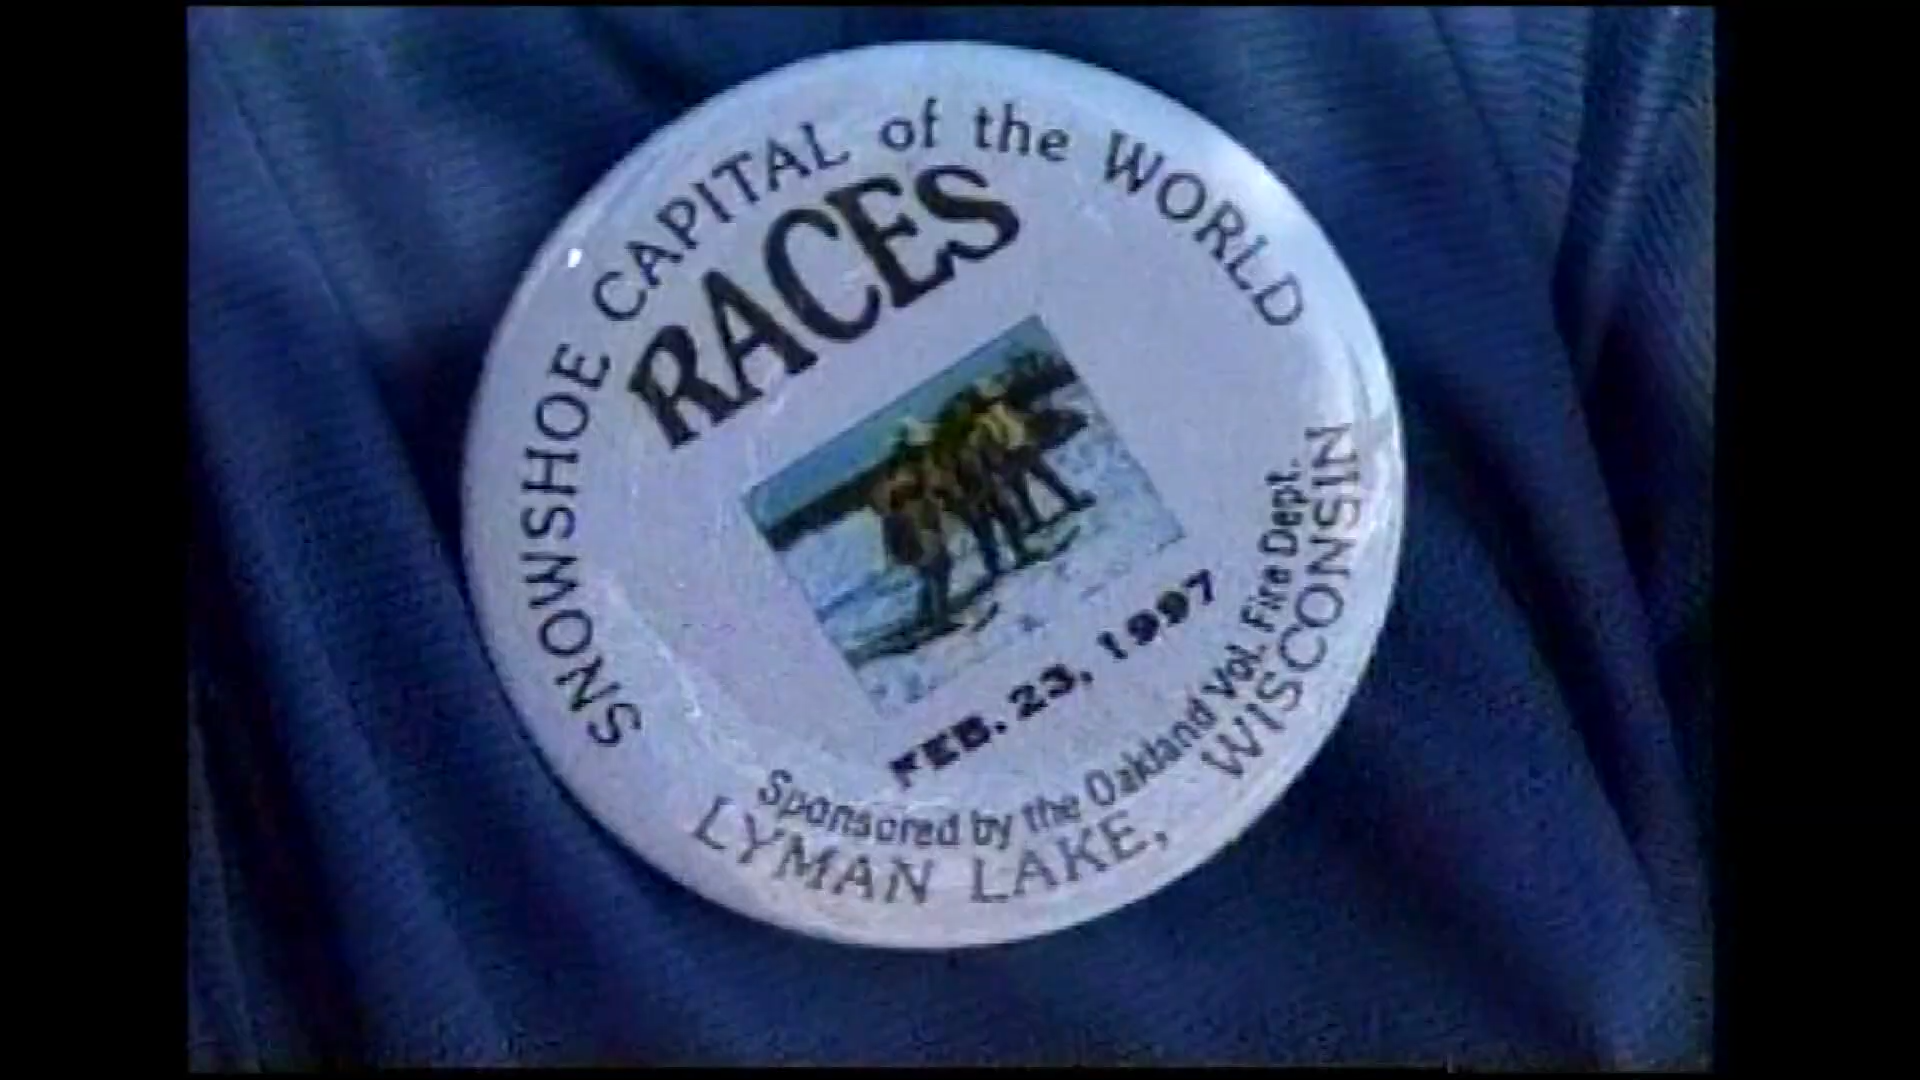 SNOWSHOE CAPITAL of the WORLD
RACES
FEB. 23, 1997
Sponsored by the Oakland Vol. Fire Dept.
LYMAN LAKE, WISCONSIN